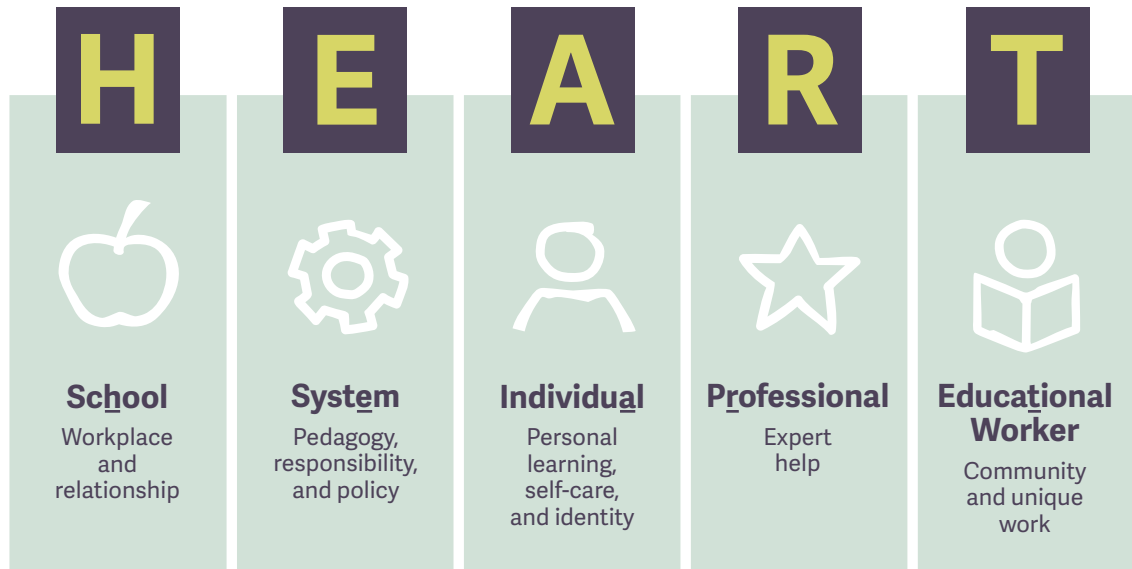 H
School
Workplace
and
relationship
E
System
Pedagogy,
responsibility,
and policy
A
Individual
Personal
learning,
self-care,
and identity
R
Professional
Expert
help
T
Educational
Worker
Community
and unique
work